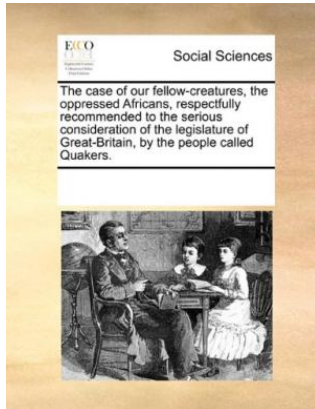 ECCO
Social Sciences
The case of our fellow-creatures, the
oppressed Africans, respectfully
recommended to the serious
consideration of the legislature of
Great-Britain, by the people called
Quakers.